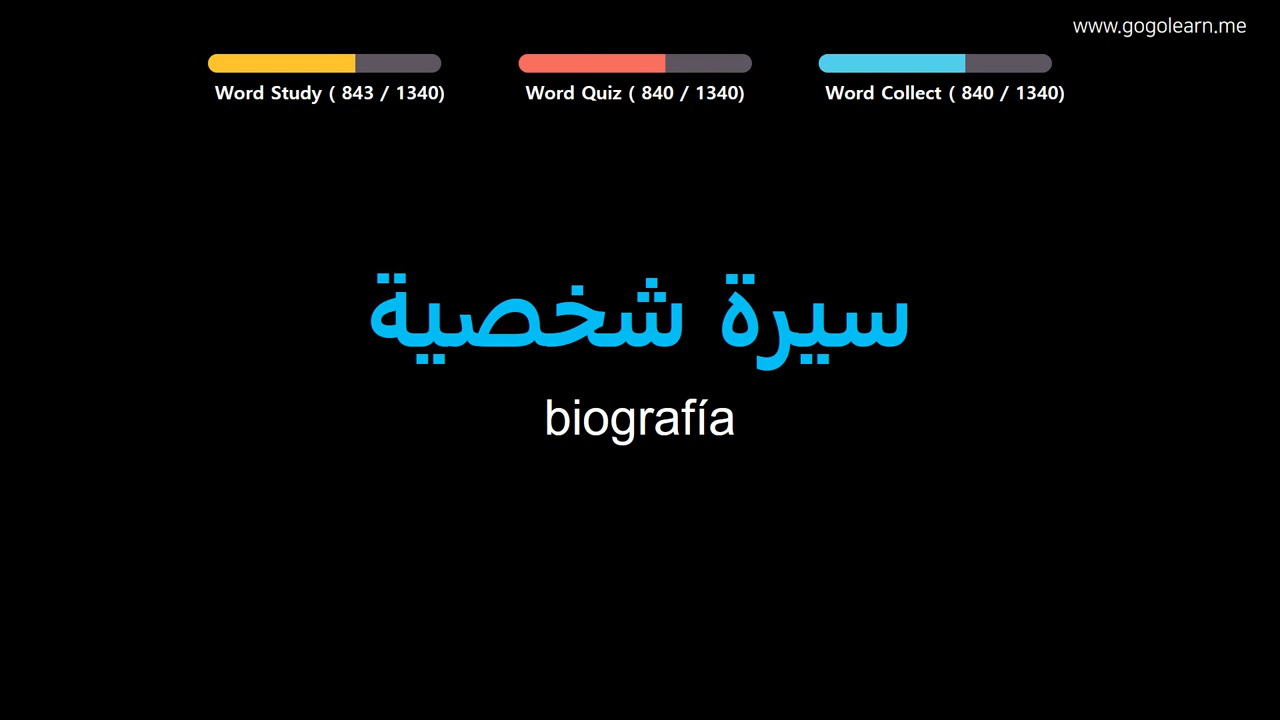 www.gogolearn.me
Word Study ( 843 / 1340)
Word Quiz ( 840 / 1340)
Word Collect ( 840 / 1340)
سيرة شخصية
biografía